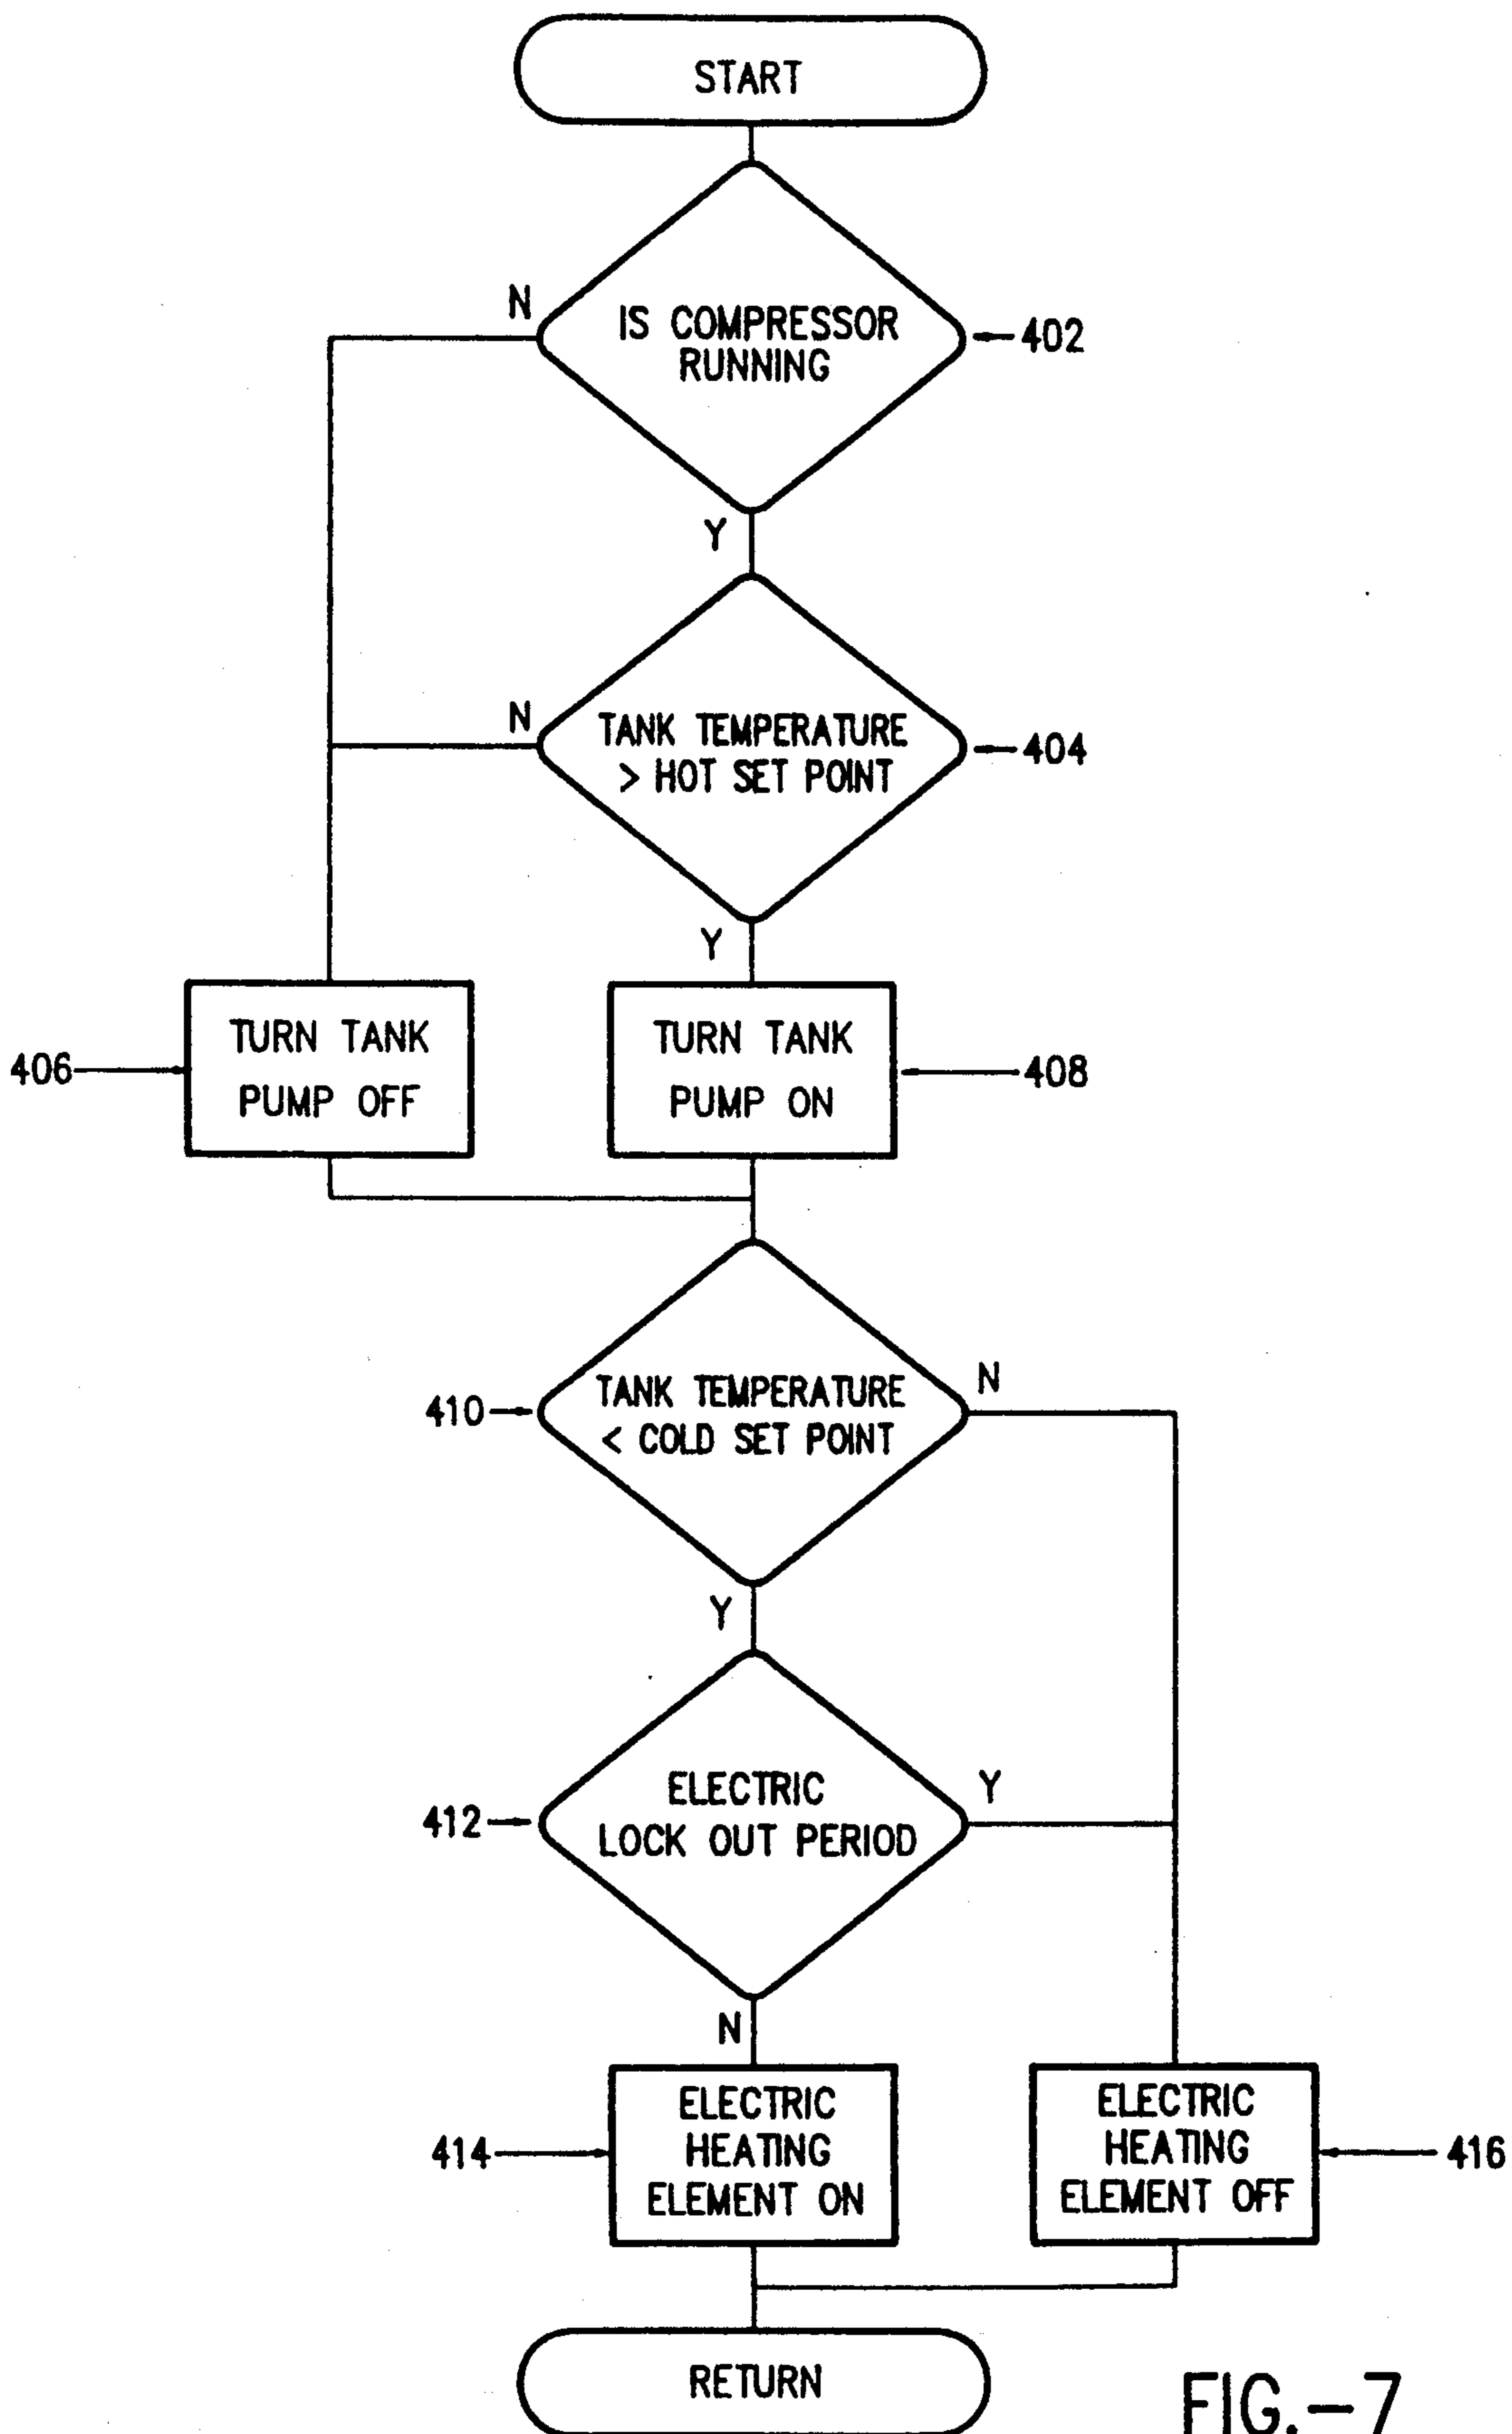 START
N
IS COMPRESSOR
RUNNING
402
Y
N
TANK TEMPERATURE
> HOT SET POINT
404
Y
406
TURN TANK
PUMP OFF
TURN TANK
PUMP ON
408
410
TANK TEMPERATURE
< COLD SET POINT
N
Y
412
ELECTRIC
LOCK OUT PERIOD
Y
N
414
ELECTRIC
HEATING
ELEMENT ON
ELECTRIC
HEATING
ELEMENT OFF
416
RETURN
FIG.-7